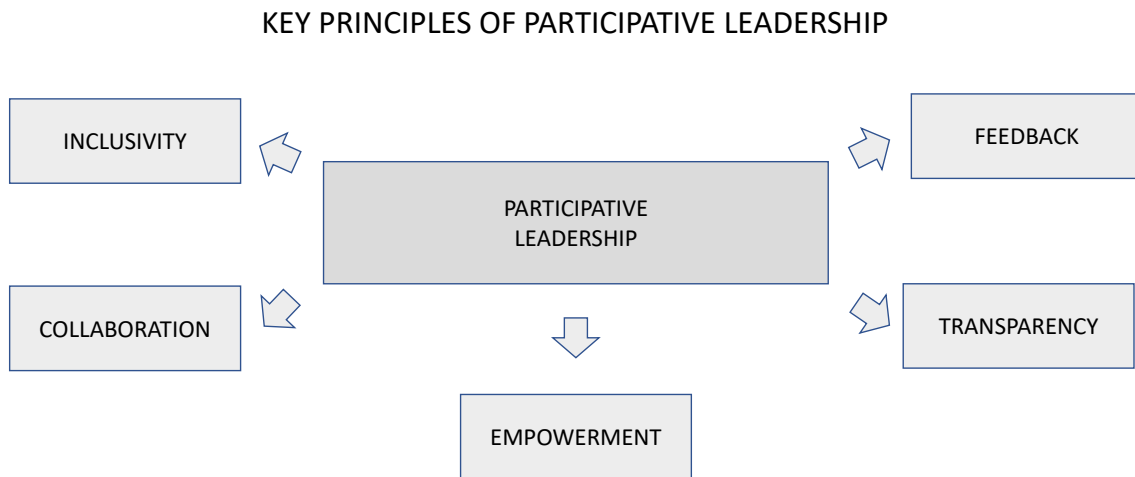 KEY PRINCIPLES OF PARTICIPATIVE LEADERSHIP
INCLUSIVITY
FEEDBACK
PARTICIPATIVE
LEADERSHIP
COLLABORATION
TRANSPARENCY
EMPOWERMENT